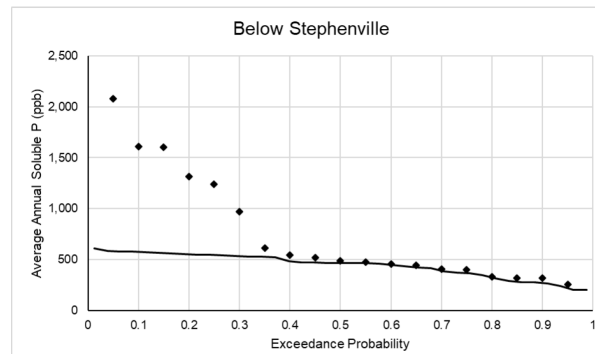 Below Stephenville
Average Annual Soluble P (ppb)
2,500
2,000
1,500
1,000
500
0
0 0.1 0.2 0.3 0.4 0.5 0.6 0.7 0.8 0.9 1
Exceedance Probability